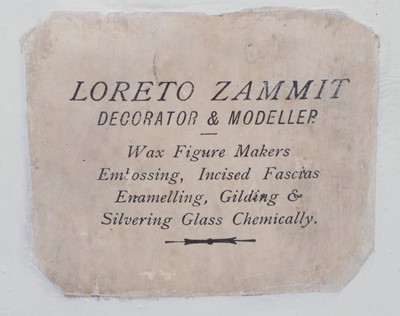 LORETO ZAMMIT
DECORATOR & MODELLER
Wax Figure Makers
Embossing, Incised Fascias
Enamelling, Gilding &
Silvering Glass Chemically.